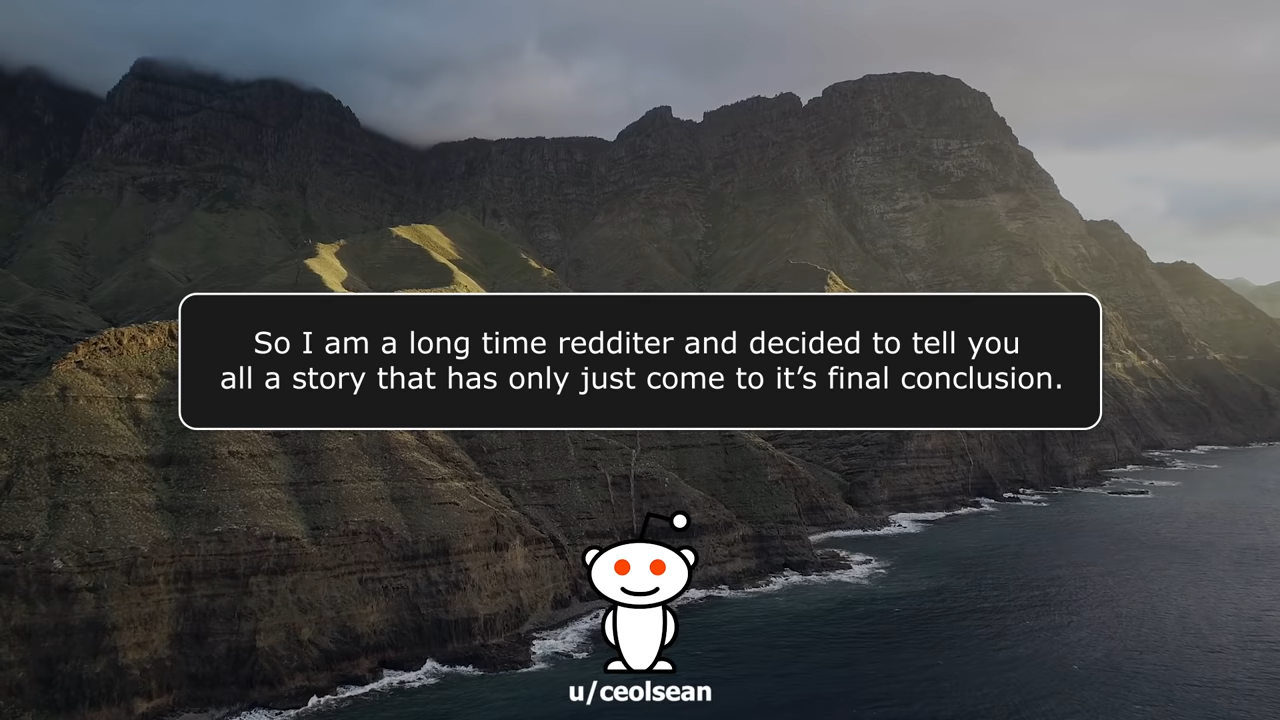 So I am a long time redditer and decided to tell you
all a story that has only just come to it’s final conclusion.
u/ceolsean